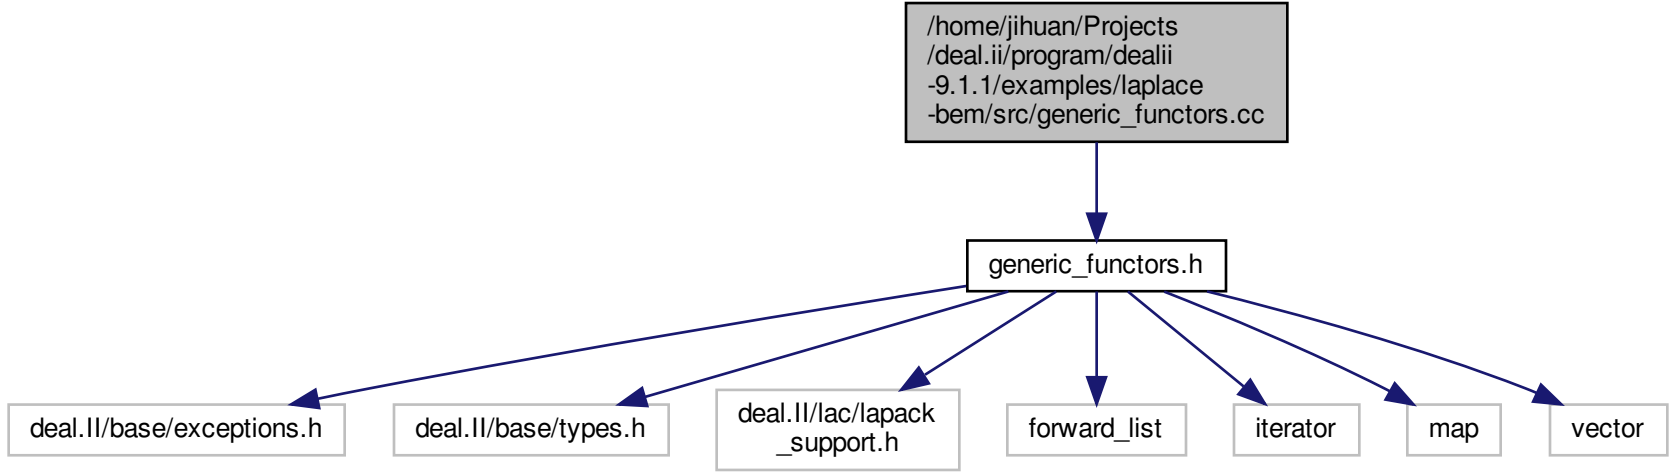 /home/jihuan/Projects
/deal.ii/program/dealii
-9.1.1/examples/laplace
-bem/src/generic_functors.cc
generic_functors.h
deal.II/base/exceptions.h
deal.II/base/types.h
deal.II/lac/lapack
_support.h
forward_list
iterator
map
vector